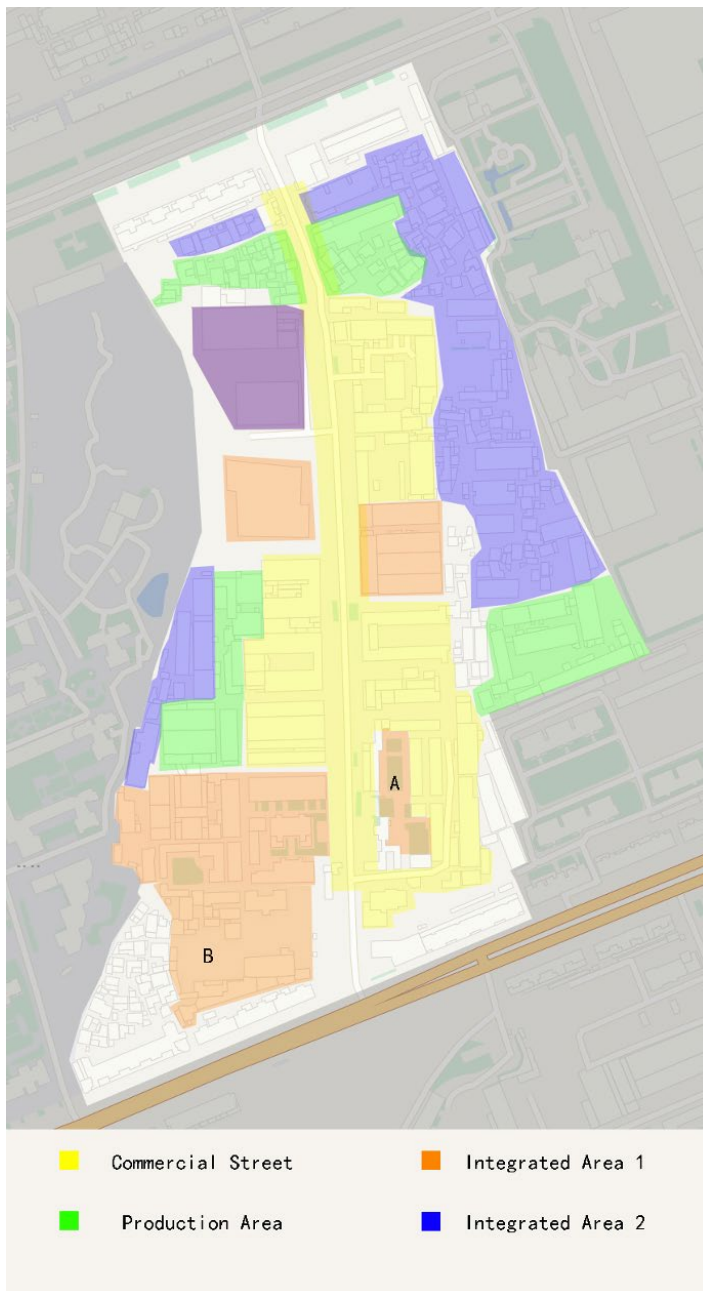 A
B
Commercial Street
Integrated Area 1
Production Area
Integrated Area 2